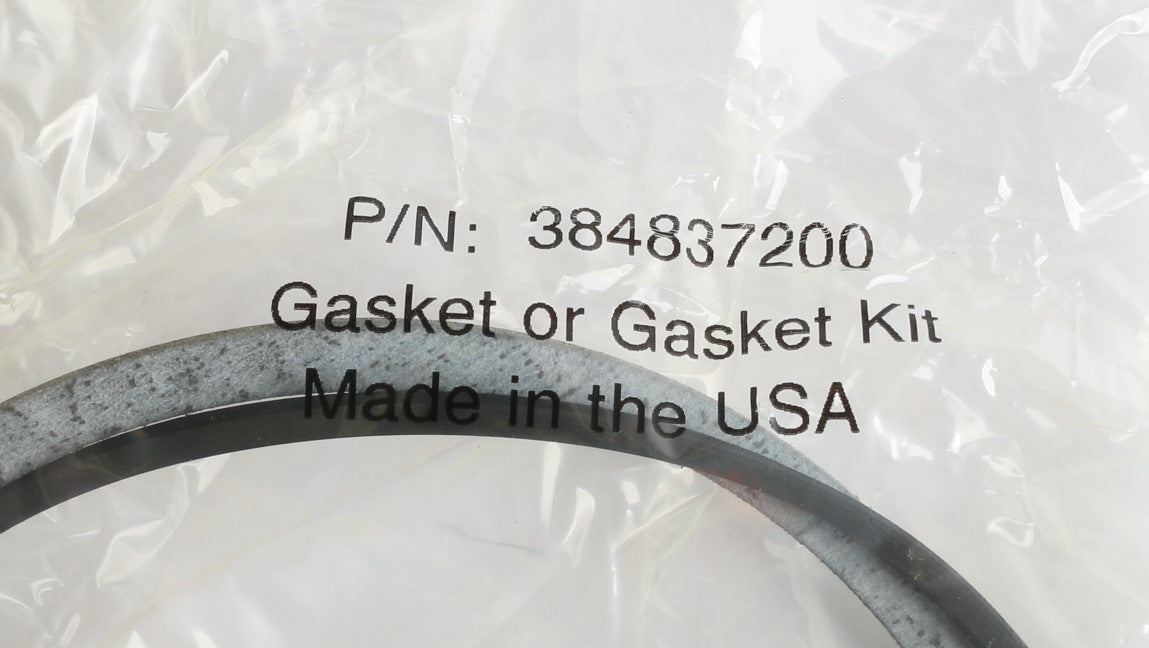 P/N: 384837200
Gasket or Gasket Kit
Made in the USA